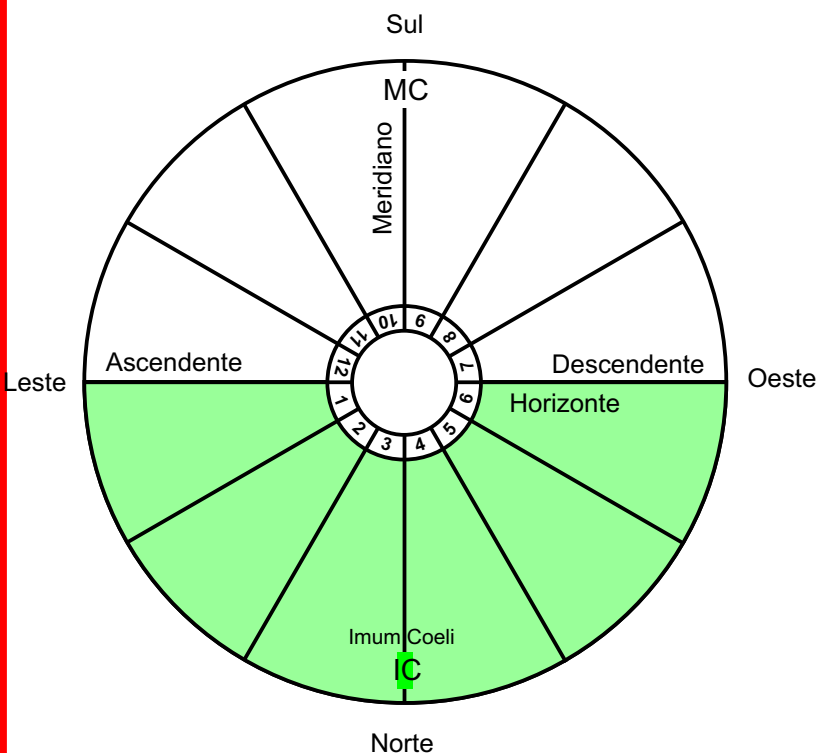 Sul
MC
Meridiano
10
9
11
8
12
7
Ascendente
Descendente
Leste
Oeste
1
6
Horizonte
2
5
3
4
Imum Coeli
IC
Norte